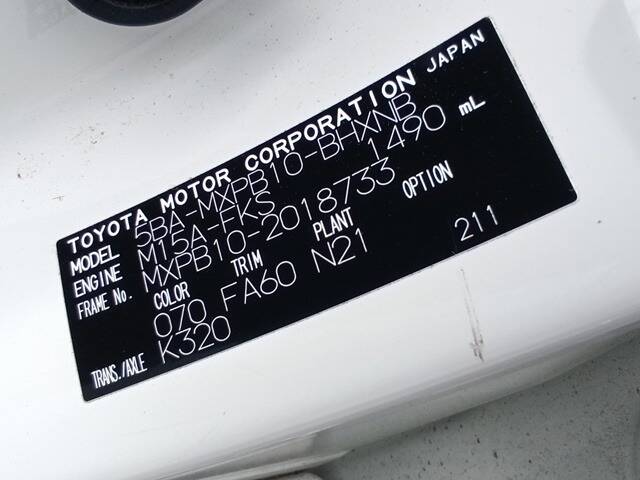 TOYOTA MOTOR CORPORATION JAPAN
MODEL 5BA-MXPB10-BHXNB
ENGINE M15A-FKS 1490 mL
FRAME No. MXPB10-2018733
COLOR TRIM PLANT OPTION
070 FA60 N21 211
TRANS./AXLE K320